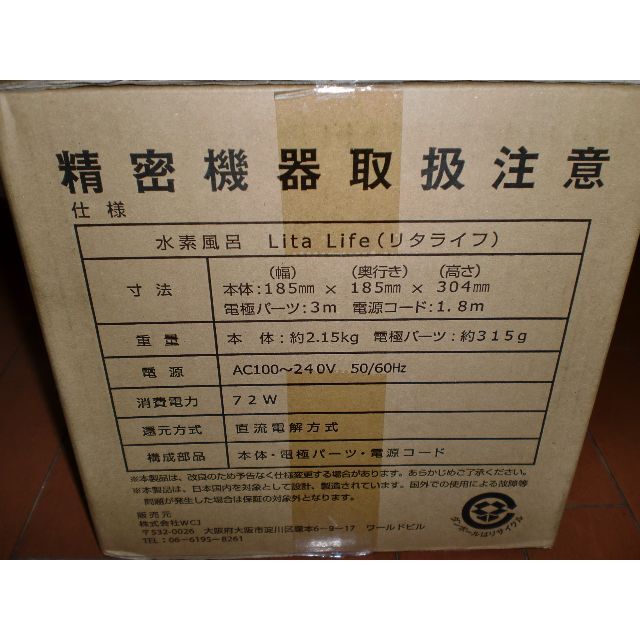 精密機器取扱注意
仕様
水素風呂 Lita Life(リタライフ)
寸法
(幅) (奥行き) (高さ)
本体:185㎜ × 185㎜ × 304㎜
電極パーツ:3m 電源コード:1.8m
重量 本 体:約2.15kg 電極パーツ:約315g
電源 AC100～240V 50/60Hz
消費電力 72W
還元方式 直流電解方式
構成部品 本体・電極パーツ・電源コード
※本製品は、改良のため予告なく仕様変更する場合があります。あらかじめご了承ください。
※本製品は、日本国内を対象として設計、製造されています。国外での使用による故障等
問題が発生した場合は保証の対象外となります。
販売元
株式会社WCJ
〒532-0026 大阪府大阪市淀川区塚本6-9-17 ワールドビル
TEL:06-6195-8261
ダンボールはリサイクル